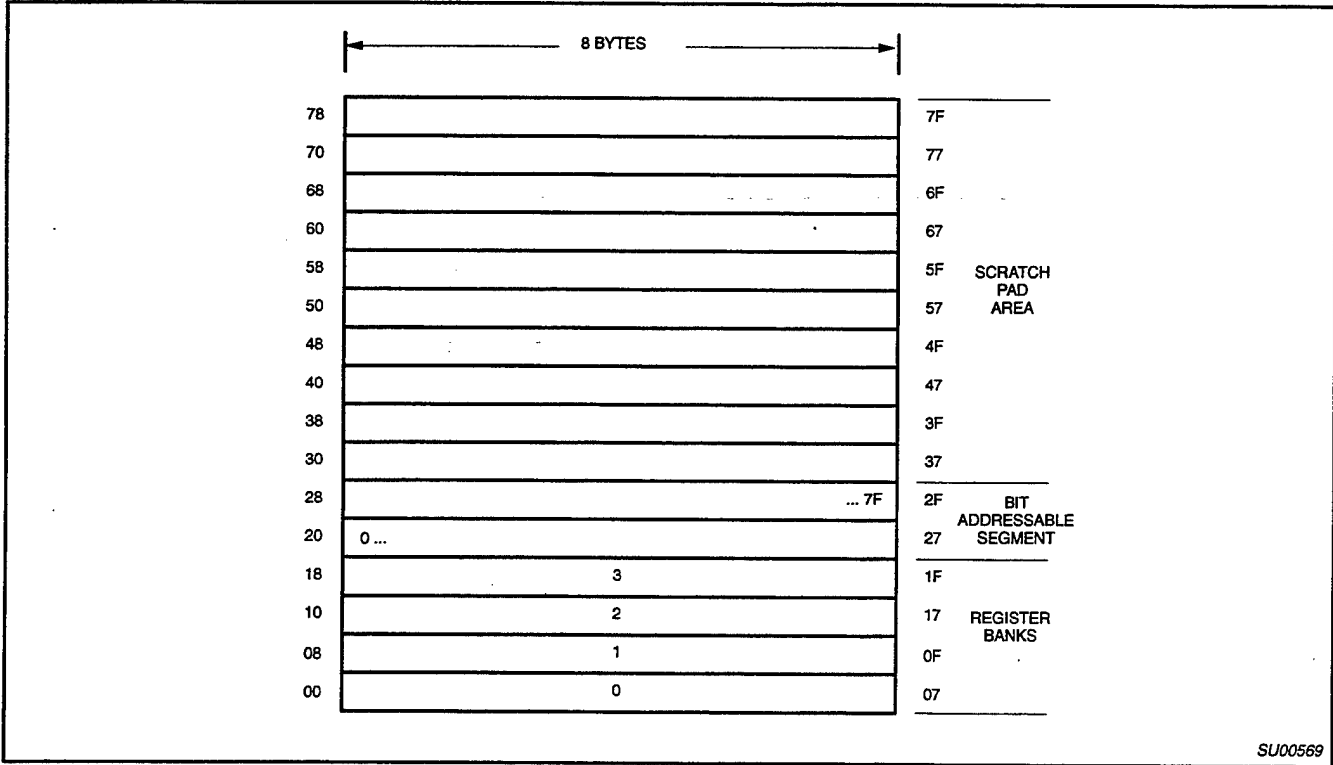 8 BYTES
78 7F
70 77
68 6F
60 67
58 5F SCRATCH
PAD
50 57 AREA
48 4F
40 47
38 3F
30 37
28 ... 7F 2F BIT
ADDRESSABLE
20 0 ... 27 SEGMENT
18 3 1F
10 2 17 REGISTER
BANKS
08 1 0F
00 0 07
SU00569